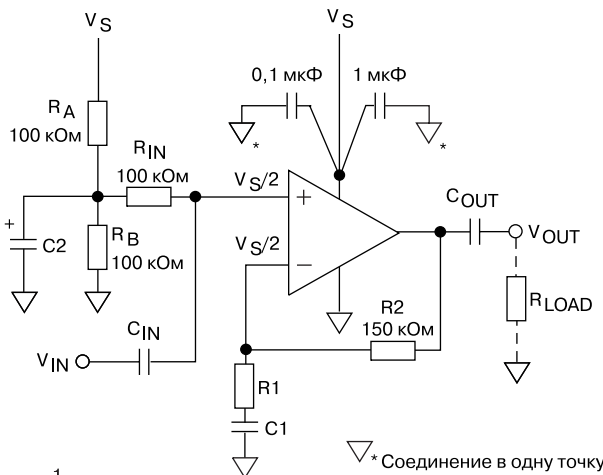 VS
VS
0,1 мкФ
1 мкФ
*
*
RA
100 кОм
RIN
100 кОм
VS/2
+
COUT
VOUT
+
C2
RB
100 кОм
VS/2
–
R2
150 кОм
RLOAD
CIN
VIN
R1
C1
* Соединение в одну точку
1